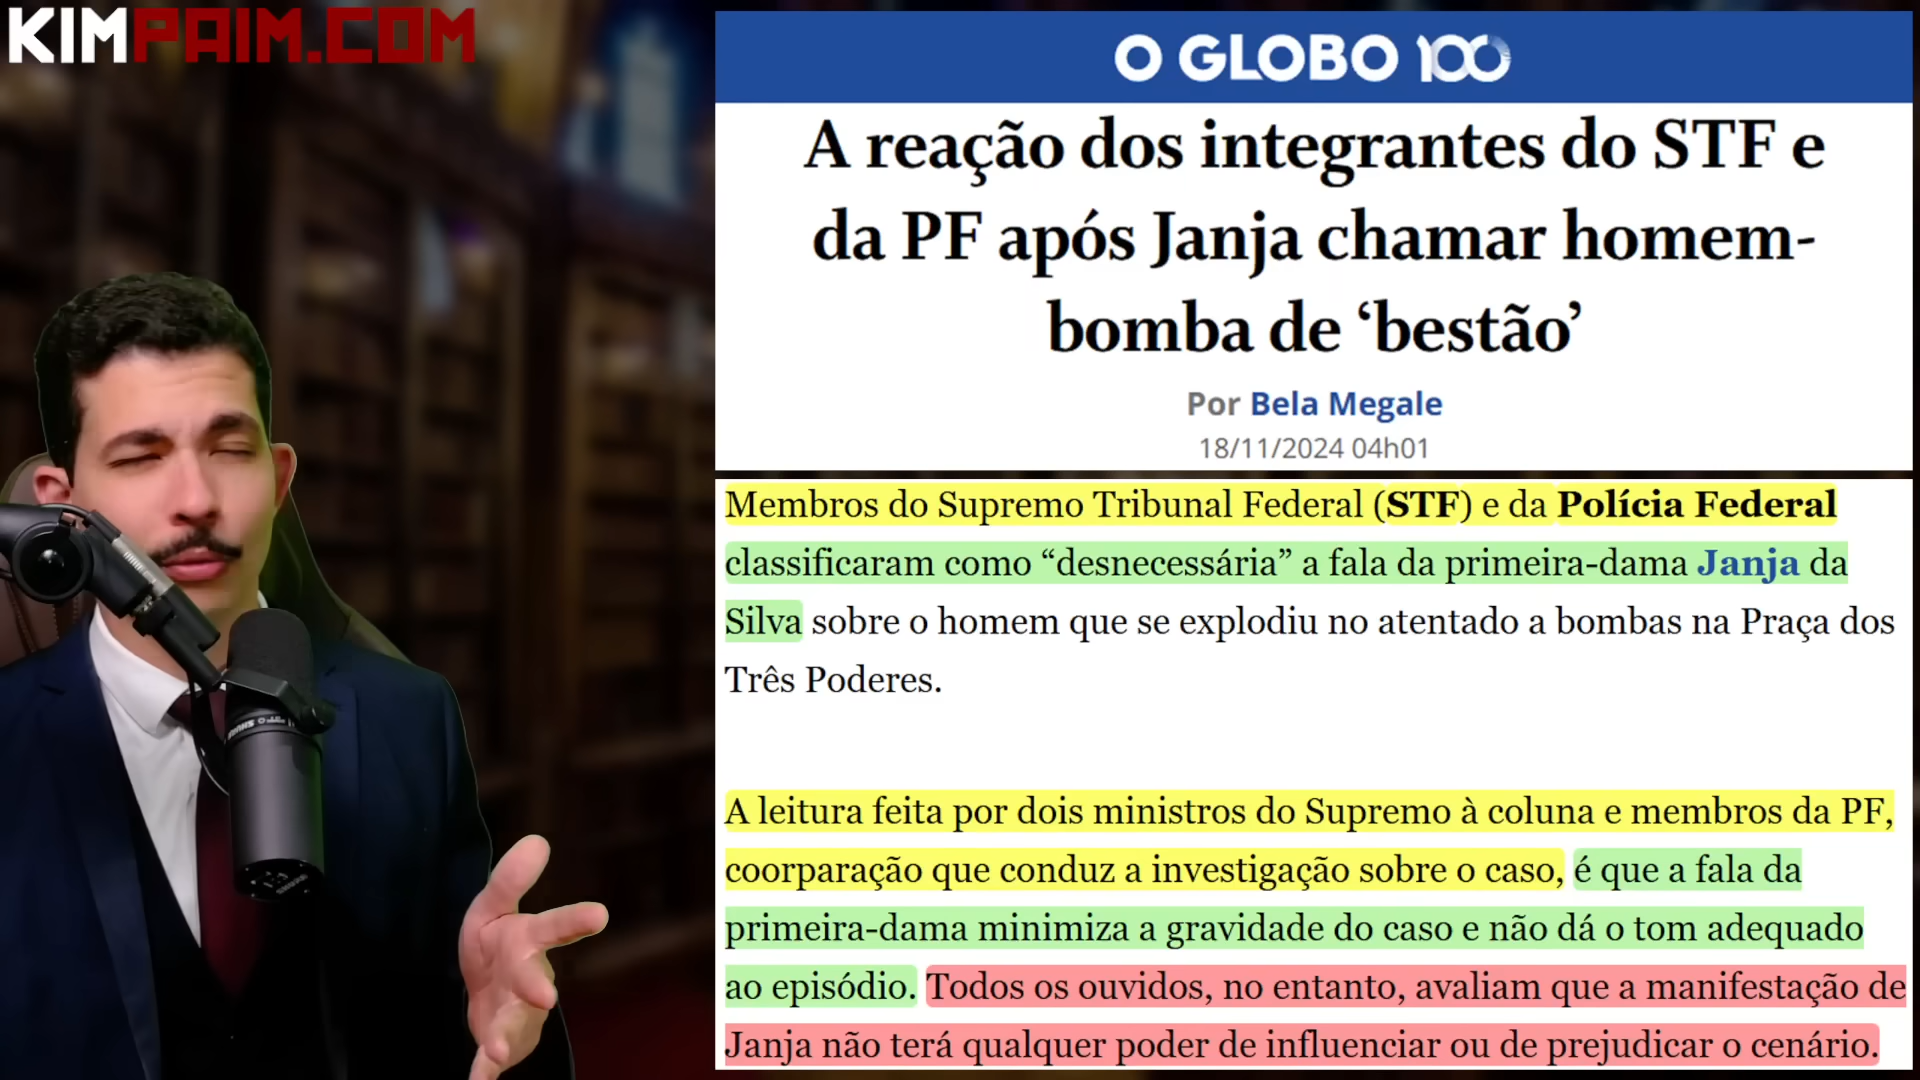 KIMPAIM.COM
O GLOBO 100
A reação dos integrantes do STF e
da PF após Janja chamar homem-
bomba de ‘bestão’
Por Bela Megale
18/11/2024 04h01
Membros do Supremo Tribunal Federal (STF) e da Polícia Federal
classificaram como “desnecessária” a fala da primeira-dama Janja da
Silva sobre o homem que se explodiu no atentado a bombas na Praça dos
Três Poderes.
A leitura feita por dois ministros do Supremo à coluna e membros da PF,
coorparação que conduz a investigação sobre o caso, é que a fala da
primeira-dama minimiza a gravidade do caso e não dá o tom adequado
ao episódio. Todos os ouvidos, no entanto, avaliam que a manifestação de
Janja não terá qualquer poder de influenciar ou de prejudicar o cenário.